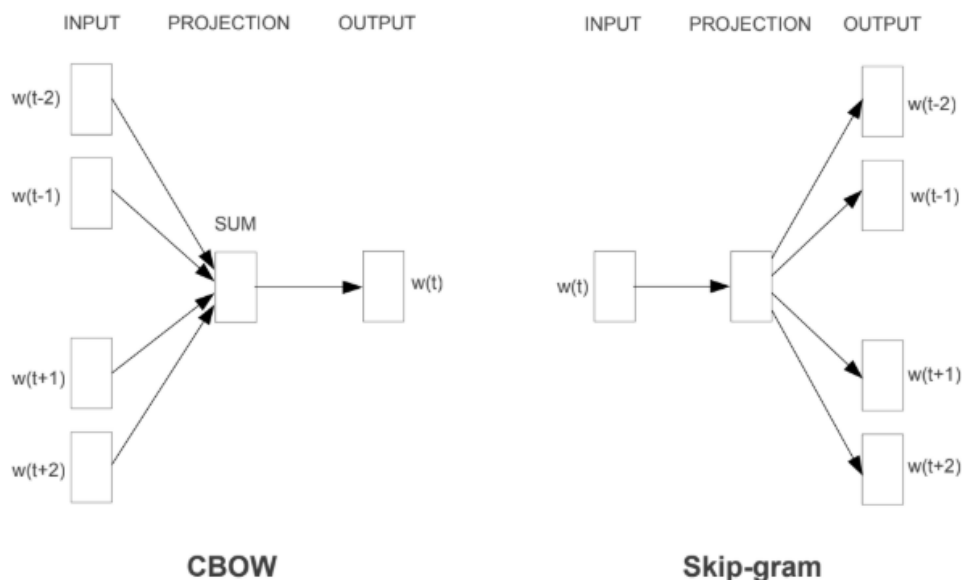 INPUT PROJECTION OUTPUT
w(t-2)
w(t-1)
SUM
w(t)
w(t+1)
w(t+2)
CBOW
INPUT PROJECTION OUTPUT
w(t-2)
w(t-1)
w(t)
w(t+1)
w(t+2)
Skip-gram